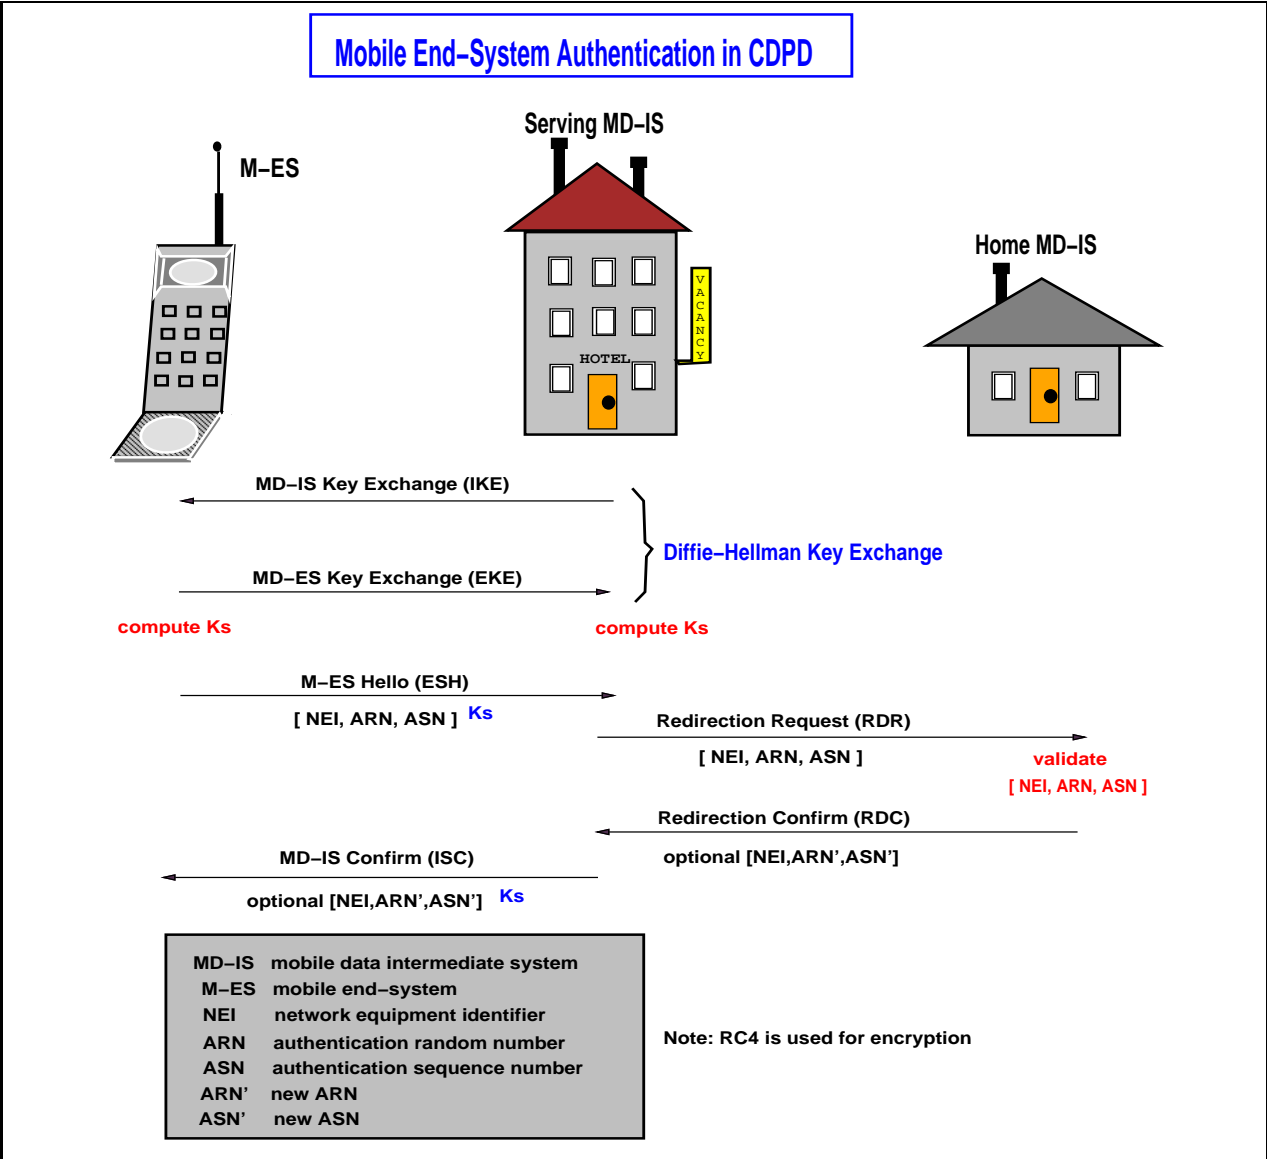 Mobile End–System Authentication in CDPD
Serving MD–IS
M–ES
Home MD–IS
VACANCY
HOTEL
MD–IS Key Exchange (IKE)
Diffie–Hellman Key Exchange
MD–ES Key Exchange (EKE)
compute Ks
compute Ks
M–ES Hello (ESH)
[ NEI, ARN, ASN ] Ks
Redirection Request (RDR)
[ NEI, ARN, ASN ]
validate
[ NEI, ARN, ASN ]
Redirection Confirm (RDC)
optional [NEI,ARN’,ASN’]
MD–IS Confirm (ISC)
optional [NEI,ARN’,ASN’] Ks
MD–IS mobile data intermediate system
M–ES mobile end–system
NEI network equipment identifier
ARN authentication random number
ASN authentication sequence number
ARN’ new ARN
ASN’ new ASN
Note: RC4 is used for encryption